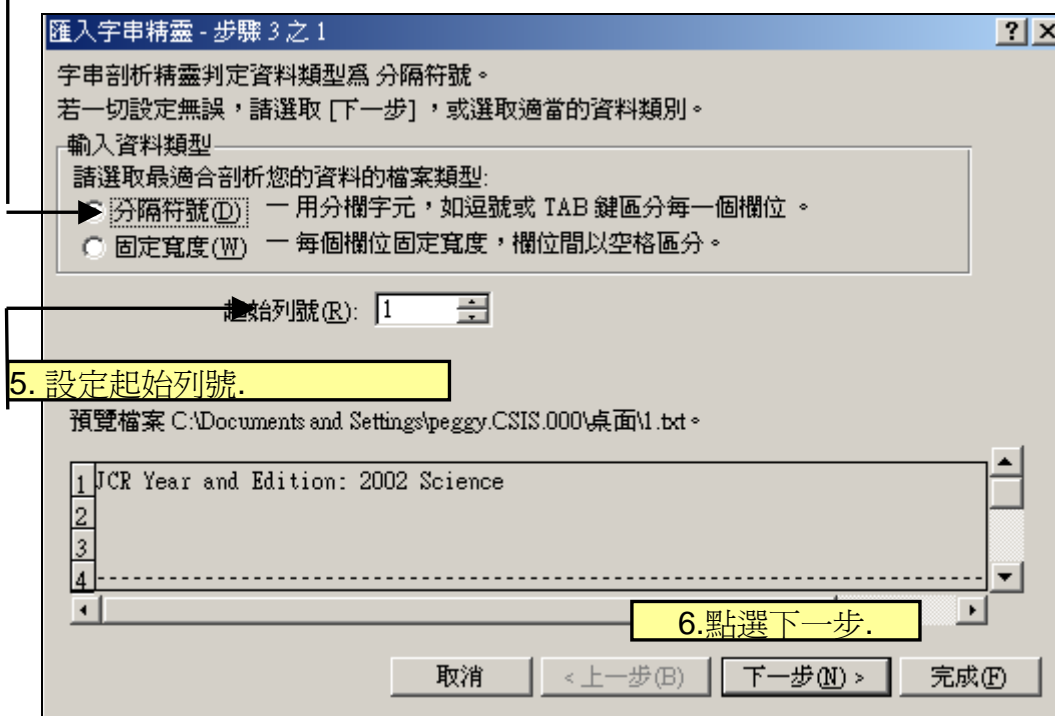 匯入字串精靈 - 步驟 3 之 1
字串剖析精靈判定資料類型爲 分隔符號。
若一切設定無誤，請選取 [下一步]，或選取適當的資料類別。
輸入資料類型
請選取最適合剖析您的資料的檔案類型:
分隔符號(D) — 用分欄字元，如逗號或 TAB 鍵區分每一個欄位 。
固定寬度(W) — 每個欄位固定寬度，欄位間以空格區分。
起始列號(R): 1
5. 設定起始列號.
預覽檔案 C:\Documents and Settings\peggy.CSIS.000\桌面\1.txt。
1 JCR Year and Edition: 2002 Science
2
3
4 --------------------------------------------------------------------------
6.點選下一步.
取消 < 上一步(B) 下一步(N) > 完成(F)